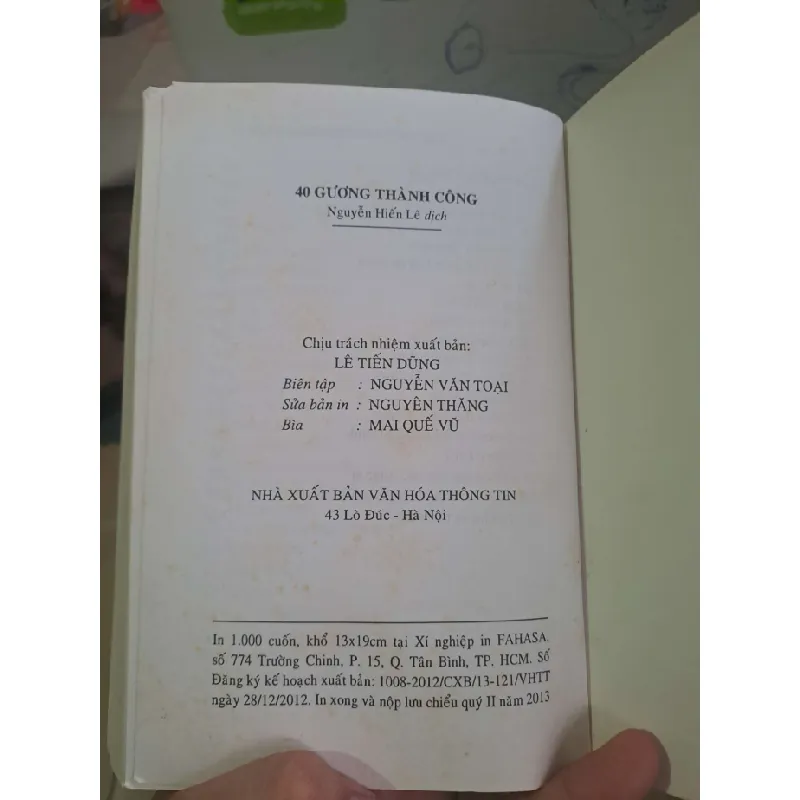 40 GƯƠNG THÀNH CÔNG
Nguyễn Hiến Lê dịch
Chịu trách nhiệm xuất bản:
LÊ TIẾN DŨNG
Biên tập : NGUYỄN VĂN TOẠI
Sửa bản in : NGUYÊN THẮNG
Bìa : MAI QUẾ VŨ
NHÀ XUẤT BẢN VĂN HÓA THÔNG TIN
43 Lò Đúc - Hà Nội
In 1.000 cuốn, khổ 13x19cm tại Xí nghiệp in FAHASA,
số 774 Trường Chinh, P. 15, Q. Tân Bình, TP. HCM. Số
Đăng ký kế hoạch xuất bản: 1008-2012/CXB/13-121/VHTT
ngày 28/12/2012. In xong và nộp lưu chiểu quý II năm 2013